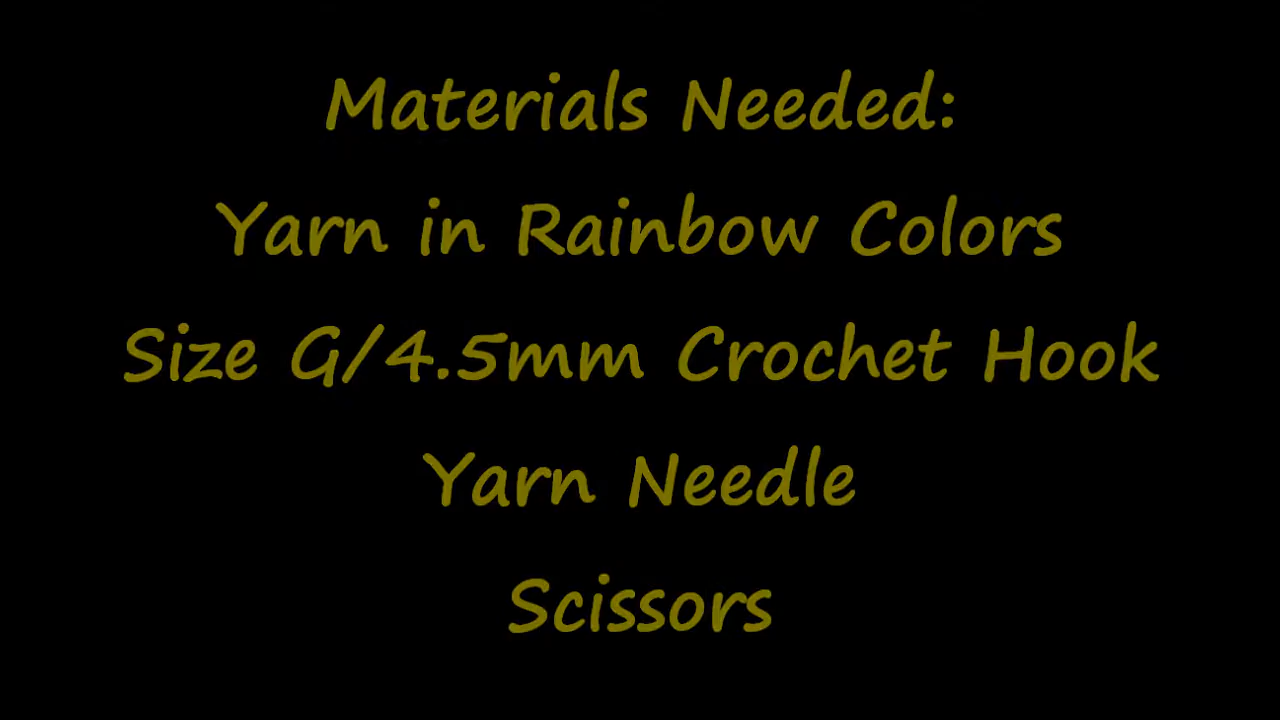 Materials Needed:
Yarn in Rainbow Colors
Size G/4.5mm Crochet Hook
Yarn Needle
Scissors